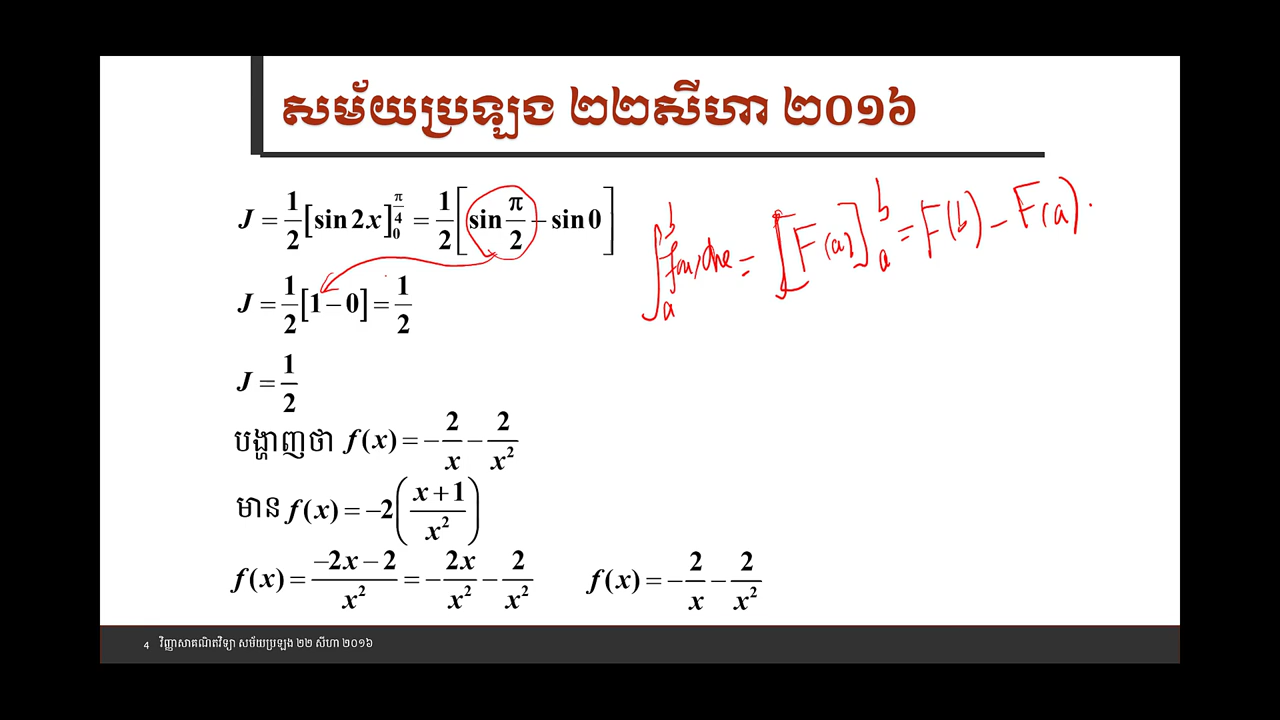 សម័យប្រឡង ២២សីហា ២០១៦
J = 1/2 [sin 2x]_0^{π/4} = 1/2 [sin π/2 − sin 0]
∫_a^b f(x) dx = [F(x)]_a^b = F(b) − F(a).
J = 1/2 [1 − 0] = 1/2
J = 1/2
បង្ហាញថា f(x) = −2/x − 2/x²
មាន f(x) = −2((x+1)/x²)
f(x) = (−2x − 2)/x² = −2x/x² − 2/x² f(x) = −2/x − 2/x²
4 វិញ្ញាសាគណិតវិទ្យា សម័យប្រឡង ២២ សីហា ២០១៦